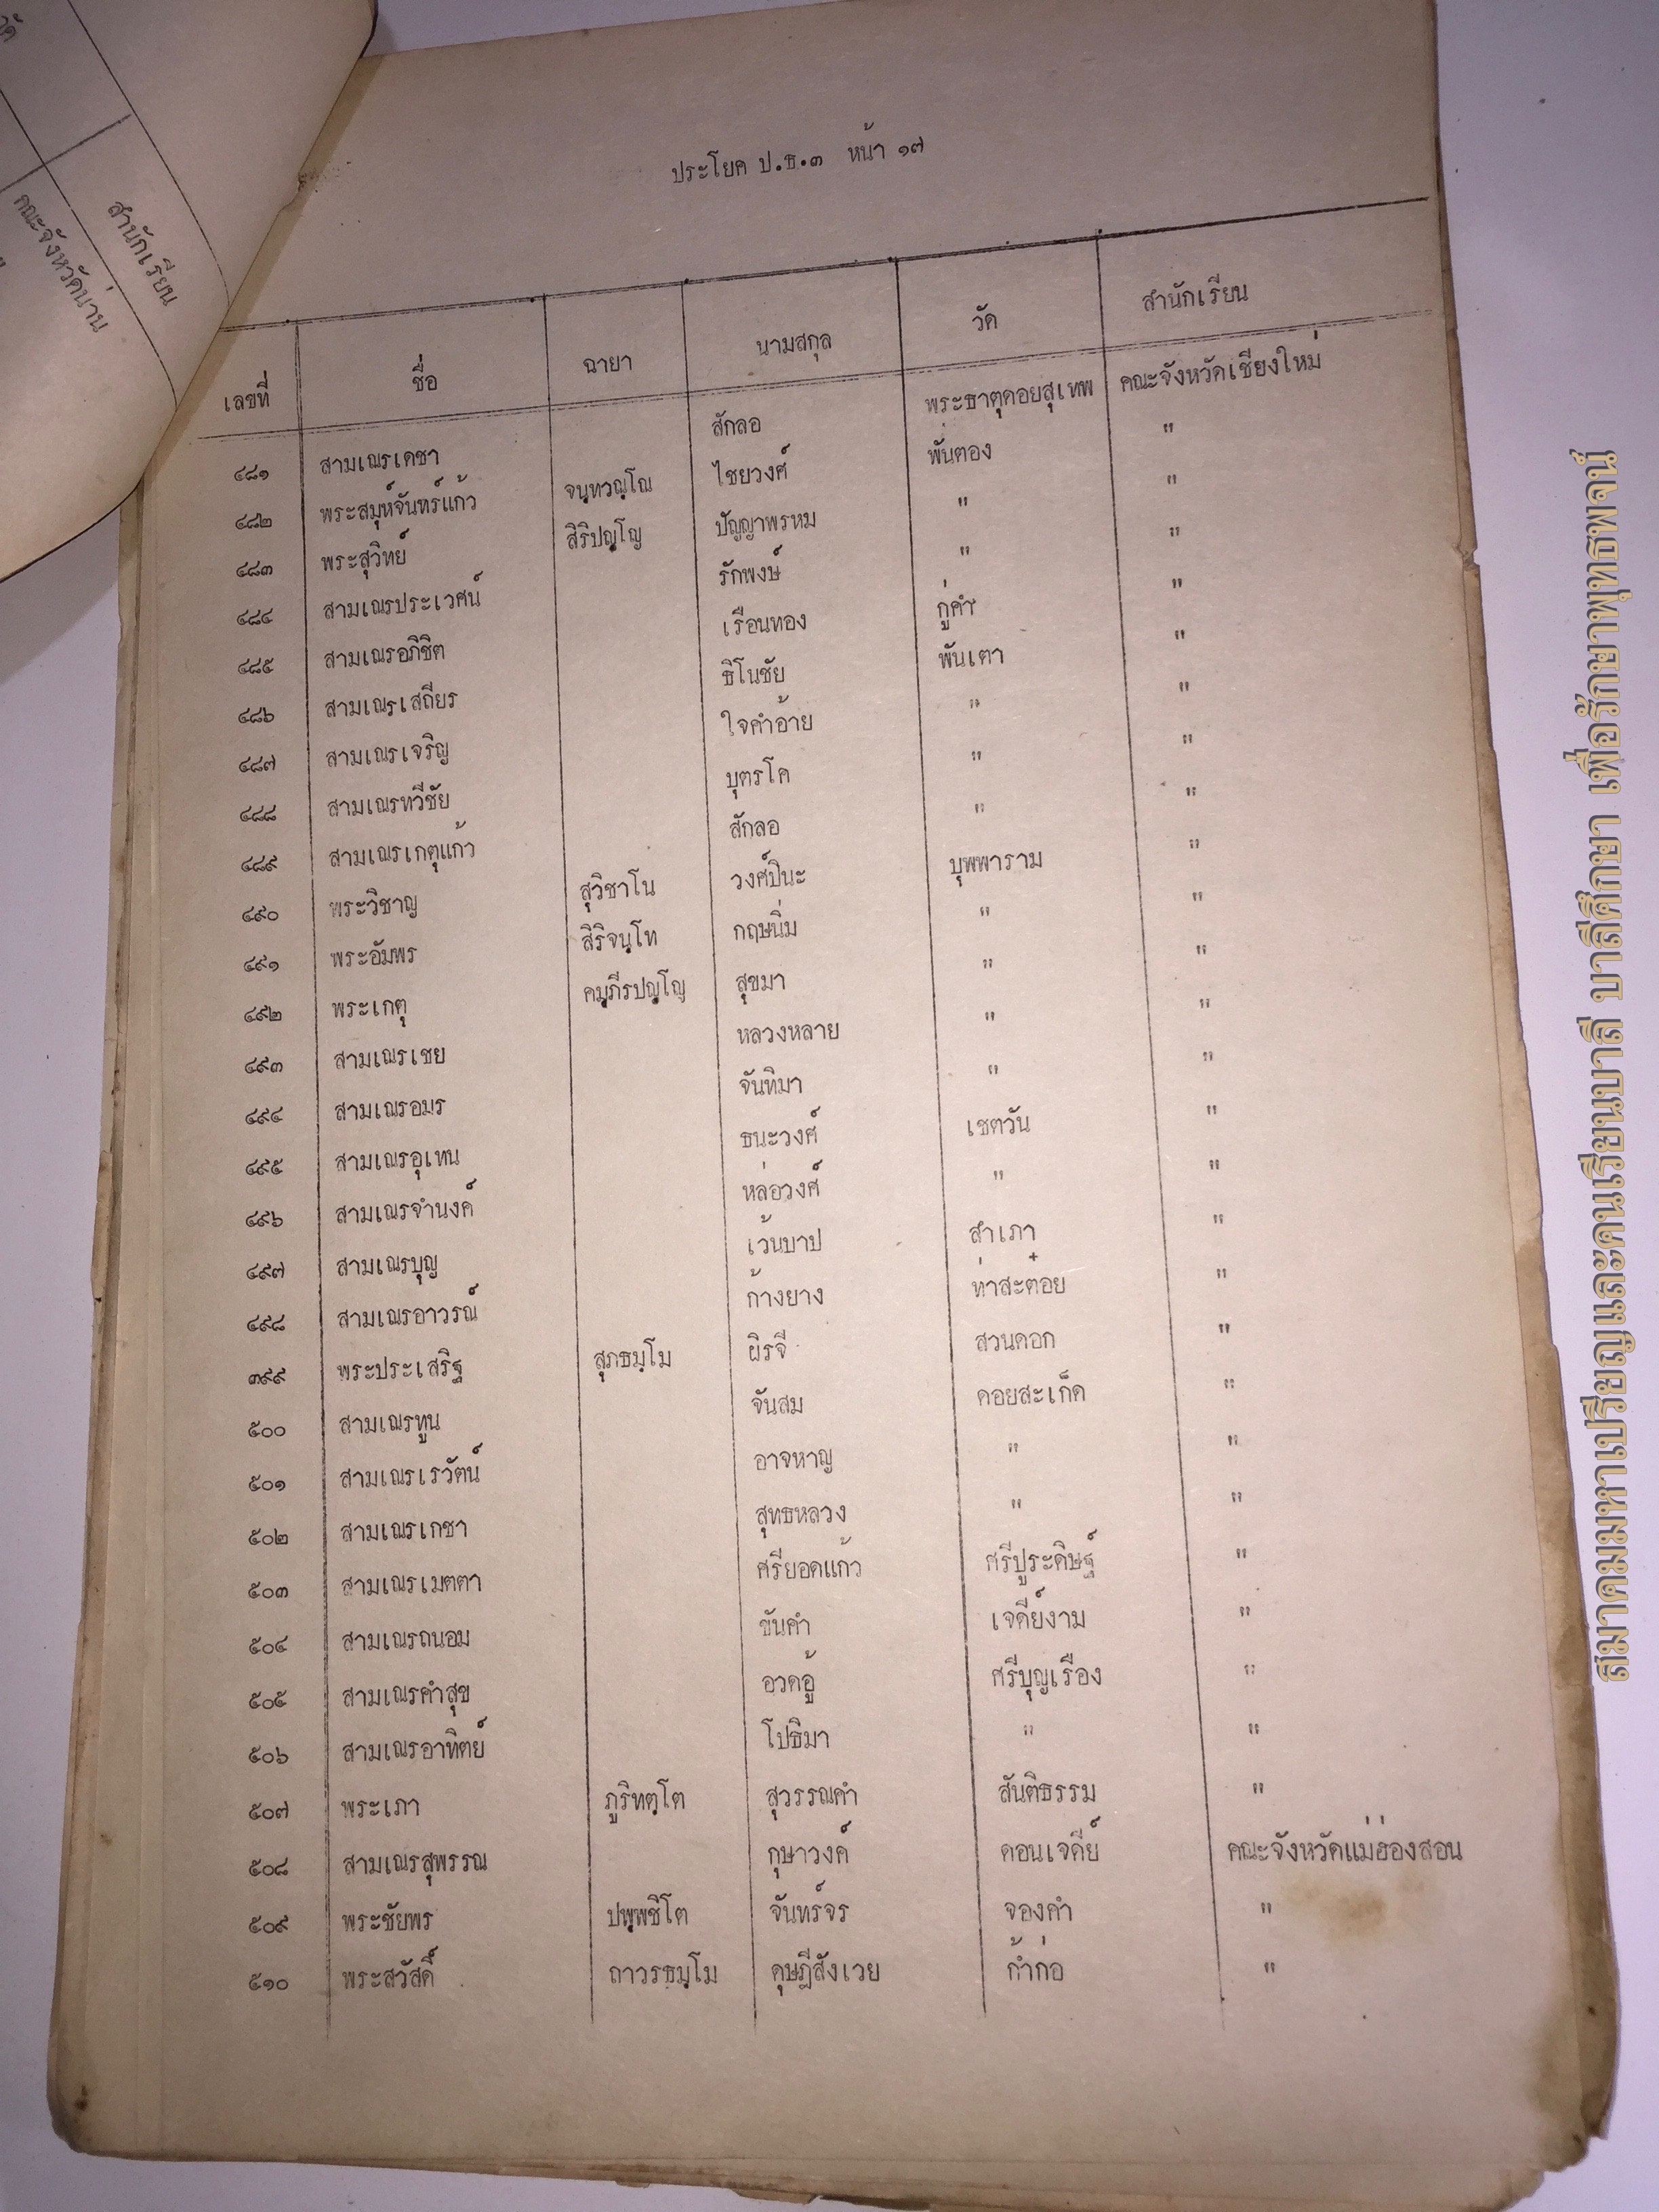 ประโยค ป.ธ.๓ หน้า ๑๗
เลขที่ ชื่อ ฉายา นามสกุล วัด สำนักเรียน
๔๘๑ สามเณรเดชา สักลอ พระธาตุดอยสุเทพ คณะจังหวัดเชียงใหม่
๔๘๒ พระสมุห์จันทร์แก้ว จนฺทวณฺโณ ไชยวงศ์ พันตอง "
๔๘๓ พระสุวิทย์ สิริปญฺโญ ปัญญาพรหม " "
๔๘๔ สามเณรประเวศน์ รักพงษ์ " "
๔๘๕ สามเณรอภิชิต เรือนทอง กู่คำ "
๔๘๖ สามเณรเสถียร ธิโนชัย พันเตา "
๔๘๗ สามเณรเจริญ ใจคำอ้าย " "
๔๘๘ สามเณรทวีชัย บุตรโค " "
๔๘๙ สามเณรเกตุแก้ว สักลอ " "
๔๙๐ พระวิชาญ สุวิชาโน วงศ์ปินะ บุพพาราม "
๔๙๑ พระอัมพร สิริจนฺโท กฤษนิ่ม " "
๔๙๒ พระเกตุ คมฺภีรปญฺโญ สุขมา " "
๔๙๓ สามเณรเชย หลวงหลาย " "
๔๙๔ สามเณรอมร จันทิมา " "
๔๙๕ สามเณรอุเทน ธนะวงศ์ เชตวัน "
๔๙๖ สามเณรจำนงค์ หล่อวงศ์ " "
๔๙๗ สามเณรบุญ เว้นบาป สำเภา "
๔๙๘ สามเณรอาวรณ์ ก้างยาง ท่าสะต๋อย "
๓๙๙ พระประเสริฐ สุภธมฺโม ผิรจี สวนดอก "
๕๐๐ สามเณรทูน จันสม ดอยสะเก็ด "
๕๐๑ สามเณรเรวัตน์ อาจหาญ " "
๕๐๒ สามเณรเกชา สุทธหลวง " "
๕๐๓ สามเณรเมตตา ศรียอดแก้ว ศรีปูระดิษฐ์ "
๕๐๔ สามเณรถนอม ขันคำ เจดีย์งาม "
๕๐๕ สามเณรคำสุข อวดอู้ ศรีบุญเรือง "
๕๐๖ สามเณรอาทิตย์ โปธิมา " "
๕๐๗ พระเภา ภูริทตฺโต สุวรรณคำ สันติธรรม "
๕๐๘ สามเณรสุพรรณ กุษาวงค์ ดอนเจดีย์ คณะจังหวัดแม่ฮ่องสอน
๕๐๙ พระชัยพร ปพฺพชิโต จันทร์จร จองคำ "
๕๑๐ พระสวัสดิ์ ถาวรธมฺโม ดุษฎีสังเวย ก้ำก่อ "
สำนักเรียน
คณะจังหวัดน่าน
สมาคมมหาเปรียญและคนเรียนบาลี บาลีศึกษา เพื่อรักษาพุทธพจน์